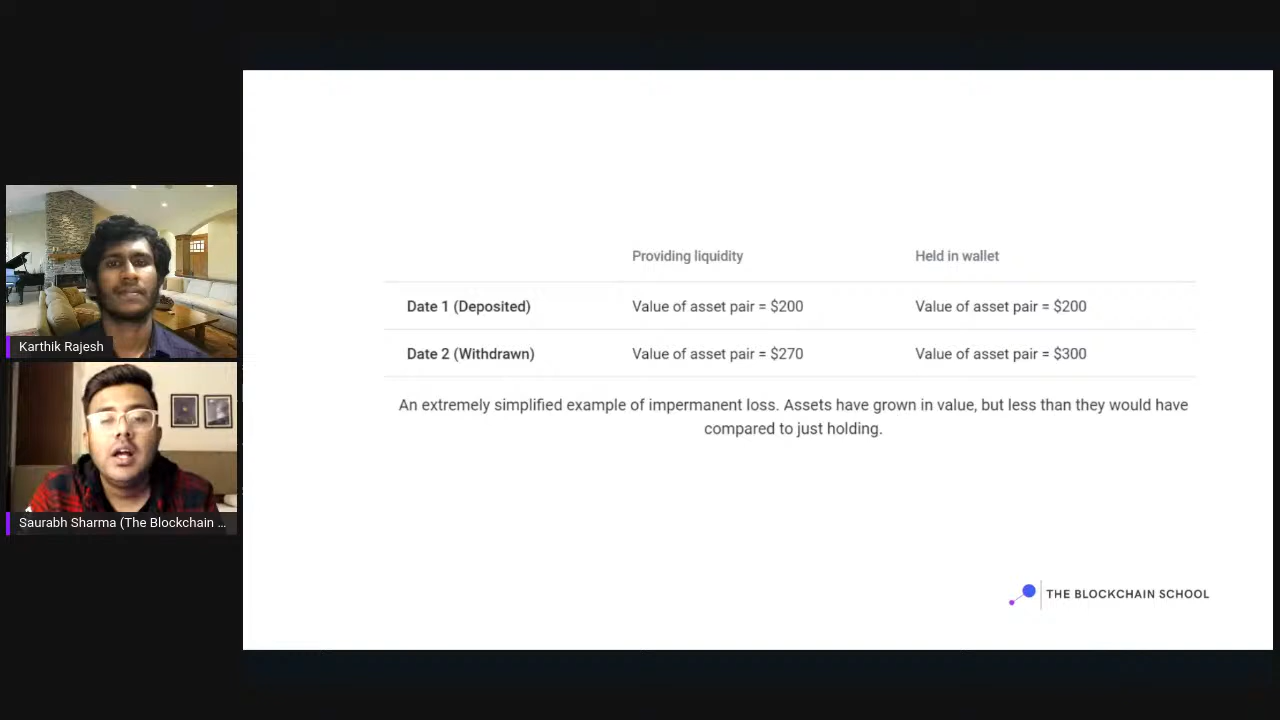 Karthik Rajesh
Saurabh Sharma (The Blockchain ...
Providing liquidity Held in wallet
Date 1 (Deposited) Value of asset pair = $200 Value of asset pair = $200
Date 2 (Withdrawn) Value of asset pair = $270 Value of asset pair = $300
An extremely simplified example of impermanent loss. Assets have grown in value, but less than they would have
compared to just holding.
THE BLOCKCHAIN SCHOOL